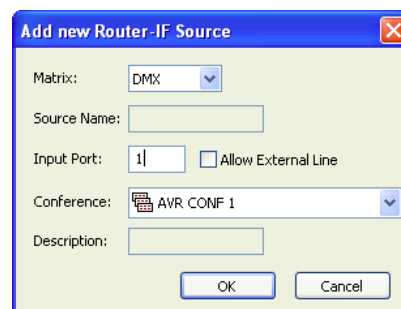 Add new Router-IF Source
Matrix: DMX
Source Name:
Input Port: 1 Allow External Line
Conference: AVR CONF 1
Description:
OK Cancel